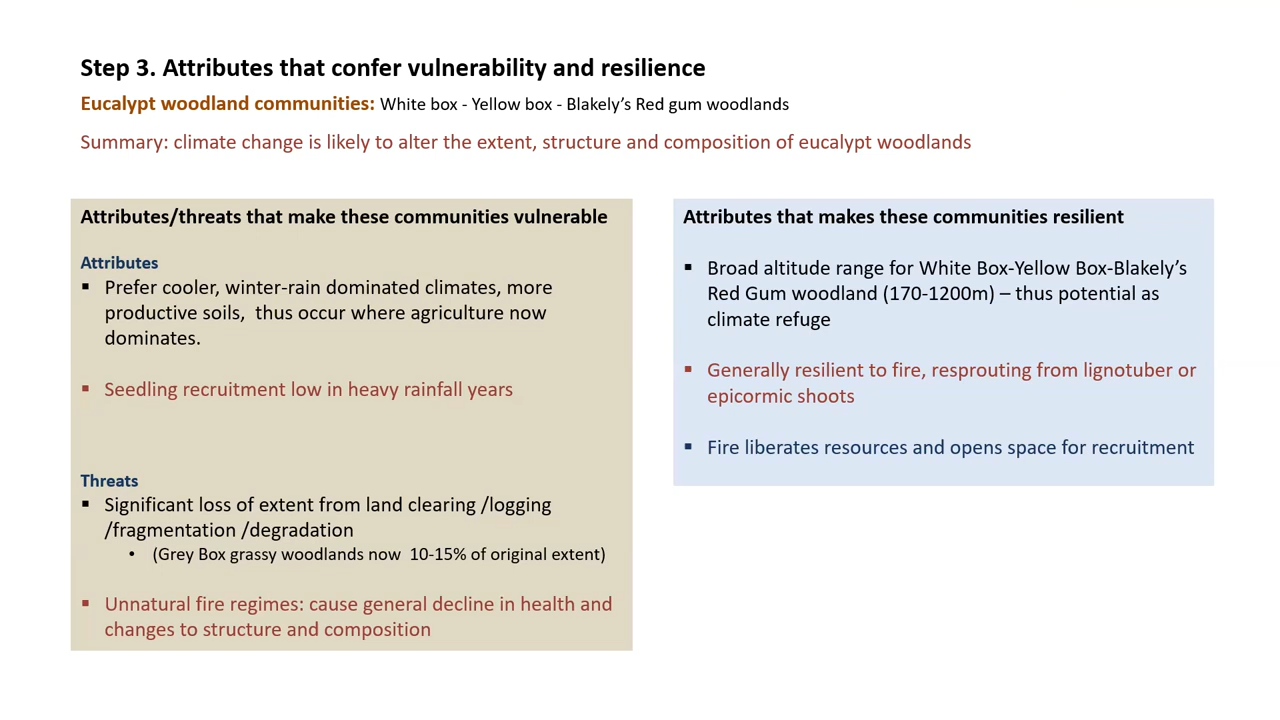 Step 3. Attributes that confer vulnerability and resilience
Eucalypt woodland communities: White box - Yellow box - Blakely’s Red gum woodlands
Summary: climate change is likely to alter the extent, structure and composition of eucalypt woodlands
Attributes/threats that make these communities vulnerable
Attributes
▪ Prefer cooler, winter-rain dominated climates, more
productive soils, thus occur where agriculture now
dominates.
▪ Seedling recruitment low in heavy rainfall years
Threats
▪ Significant loss of extent from land clearing /logging
/fragmentation /degradation
• (Grey Box grassy woodlands now 10-15% of original extent)
▪ Unnatural fire regimes: cause general decline in health and
changes to structure and composition
Attributes that makes these communities resilient
▪ Broad altitude range for White Box-Yellow Box-Blakely’s
Red Gum woodland (170-1200m) – thus potential as
climate refuge
▪ Generally resilient to fire, resprouting from lignotuber or
epicormic shoots
▪ Fire liberates resources and opens space for recruitment